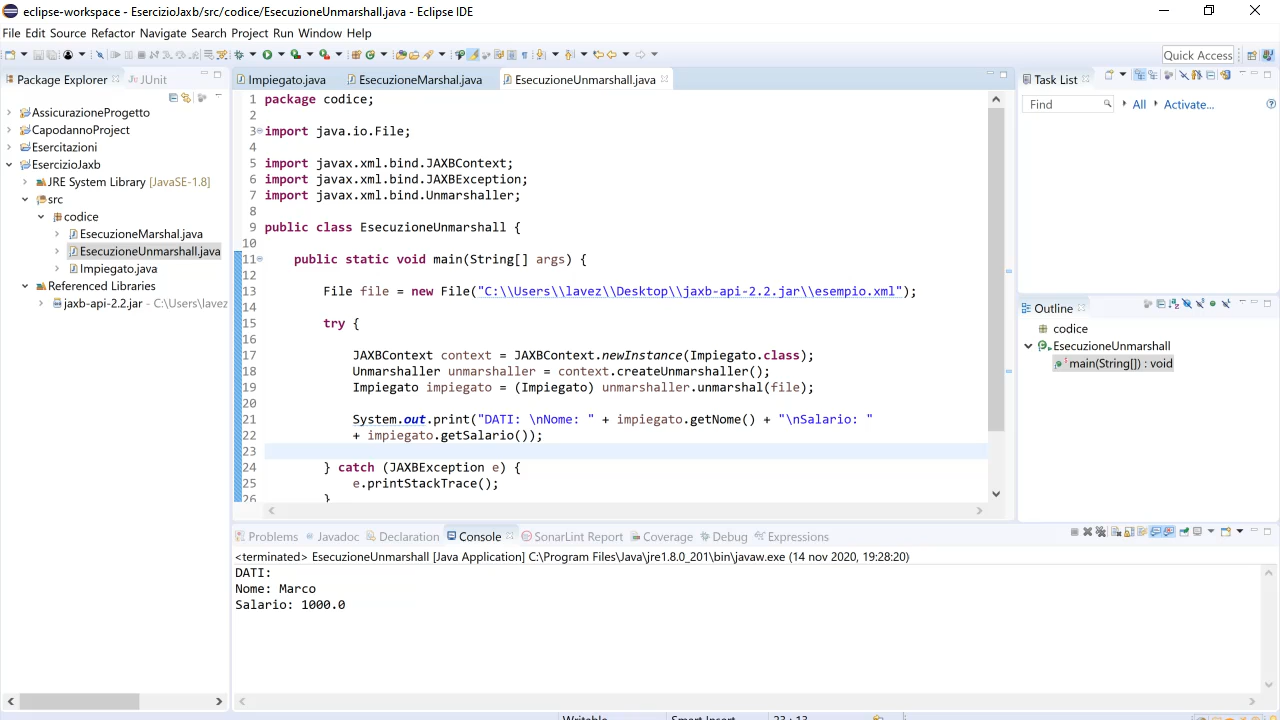 eclipse-workspace - EsercizioJaxb/src/codice/EsecuzioneUnmarshall.java - Eclipse IDE
File Edit Source Refactor Navigate Search Project Run Window Help
Quick Access
Package Explorer JUnit
AssicurazioneProgetto
CapodannoProject
Esercitazioni
EsercizioJaxb
JRE System Library [JavaSE-1.8]
src
codice
EsecuzioneMarshal.java
EsecuzioneUnmarshall.java
Impiegato.java
Referenced Libraries
jaxb-api-2.2.jar - C:\Users\lavez
Impiegato.java EsecuzioneMarshal.java EsecuzioneUnmarshall.java
1 package codice;
2
3 import java.io.File;
4
5 import javax.xml.bind.JAXBContext;
6 import javax.xml.bind.JAXBException;
7 import javax.xml.bind.Unmarshaller;
8
9 public class EsecuzioneUnmarshall {
10
11 public static void main(String[] args) {
12
13 File file = new File("C:\\Users\\lavez\\Desktop\\jaxb-api-2.2.jar\\esempio.xml");
14
15 try {
16
17 JAXBContext context = JAXBContext.newInstance(Impiegato.class);
18 Unmarshaller unmarshaller = context.createUnmarshaller();
19 Impiegato impiegato = (Impiegato) unmarshaller.unmarshal(file);
20
21 System.out.print("DATI: \nNome: " + impiegato.getNome() + "\nSalario: "
22 + impiegato.getSalario());
23
24 } catch (JAXBException e) {
25 e.printStackTrace();
26 }
Task List
Find All Activate...
Outline
codice
EsecuzioneUnmarshall
main(String[]) : void
Problems Javadoc Declaration Console SonarLint Report Coverage Debug Expressions
<terminated> EsecuzioneUnmarshall [Java Application] C:\Program Files\Java\jre1.8.0_201\bin\javaw.exe (14 nov 2020, 19:28:20)
DATI:
Nome: Marco
Salario: 1000.0
Writable Smart Insert 23 : 13